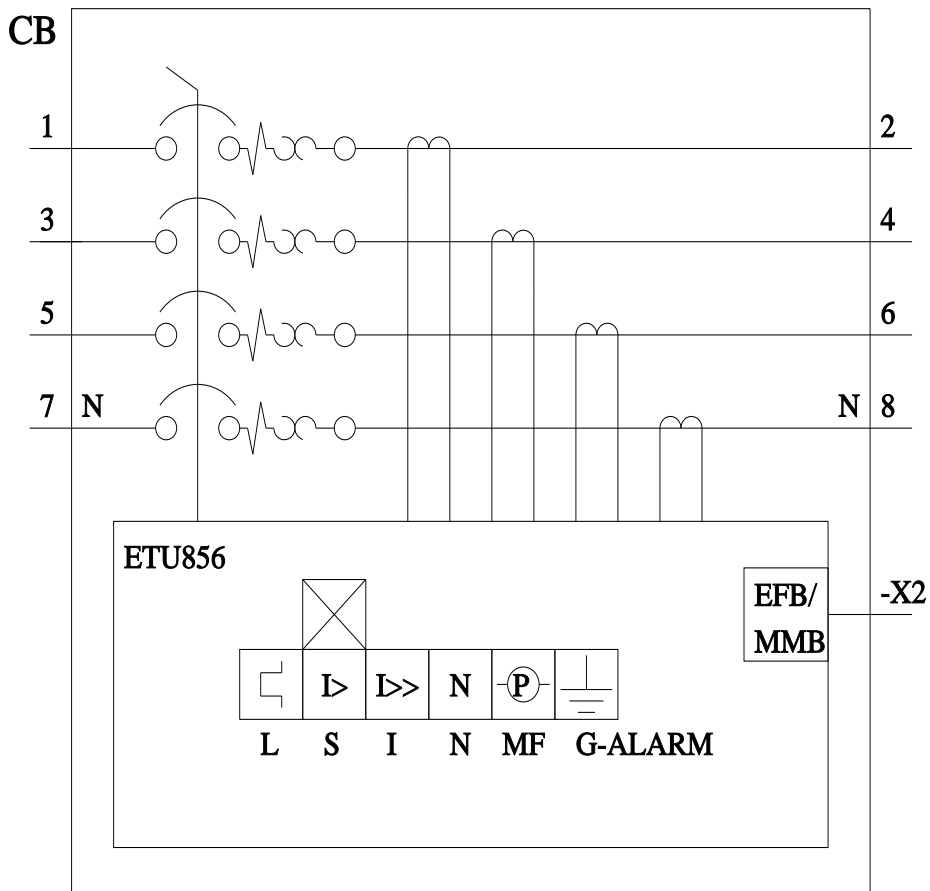 CB
1 2
3 4
5 6
7 N N 8
ETU856
EFB/ -X2
MMB
I> I>> N P
L S I N MF G-ALARM